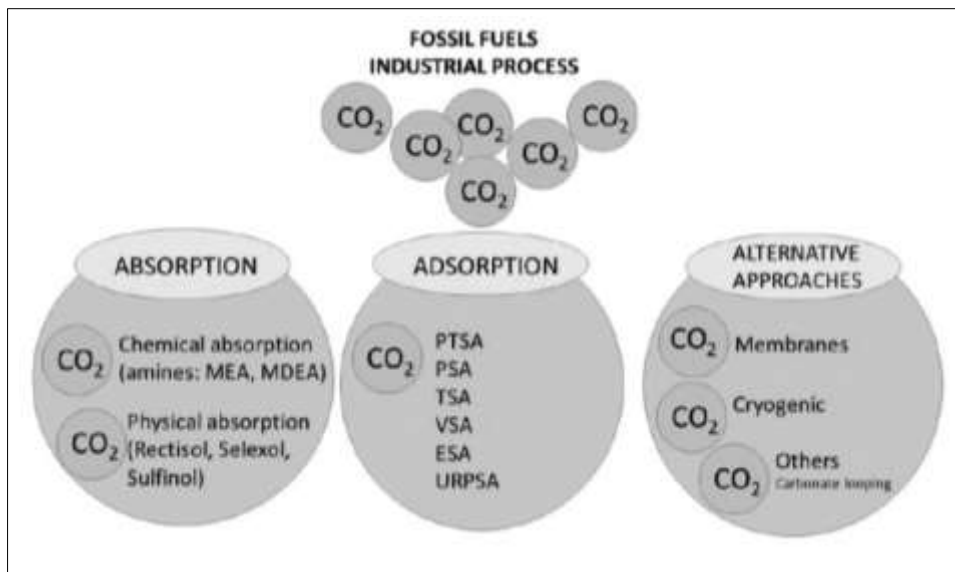 FOSSIL FUELS
INDUSTRIAL PROCESS
CO₂
CO₂
CO₂
CO₂
CO₂
CO₂
ABSORPTION
CO₂
Chemical absorption
(amines: MEA, MDEA)
CO₂
Physical absorption
(Rectisol, Selexol,
Sulfinol)
ADSORPTION
CO₂
PTSA
PSA
TSA
VSA
ESA
URPSA
ALTERNATIVE
APPROACHES
CO₂
Membranes
CO₂
Cryogenic
CO₂
Others
Carbonate looping